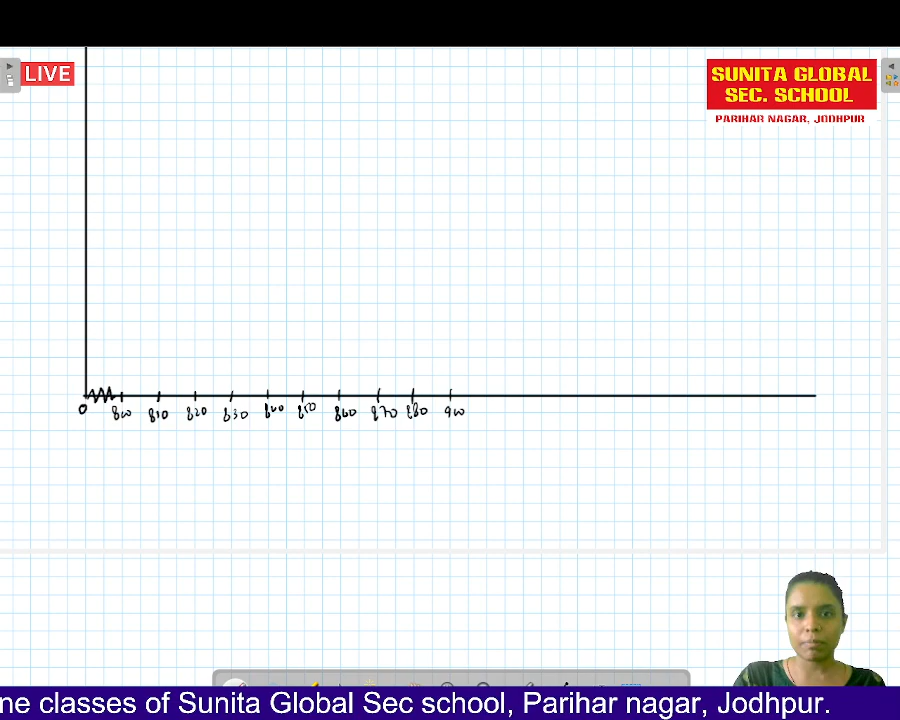 LIVE
SUNITA GLOBAL
SEC. SCHOOL
PARIHAR NAGAR, JODHPUR
0 800 810 820 830 840 850 860 870 880 900
ne classes of Sunita Global Sec school, Parihar nagar, Jodhpur.